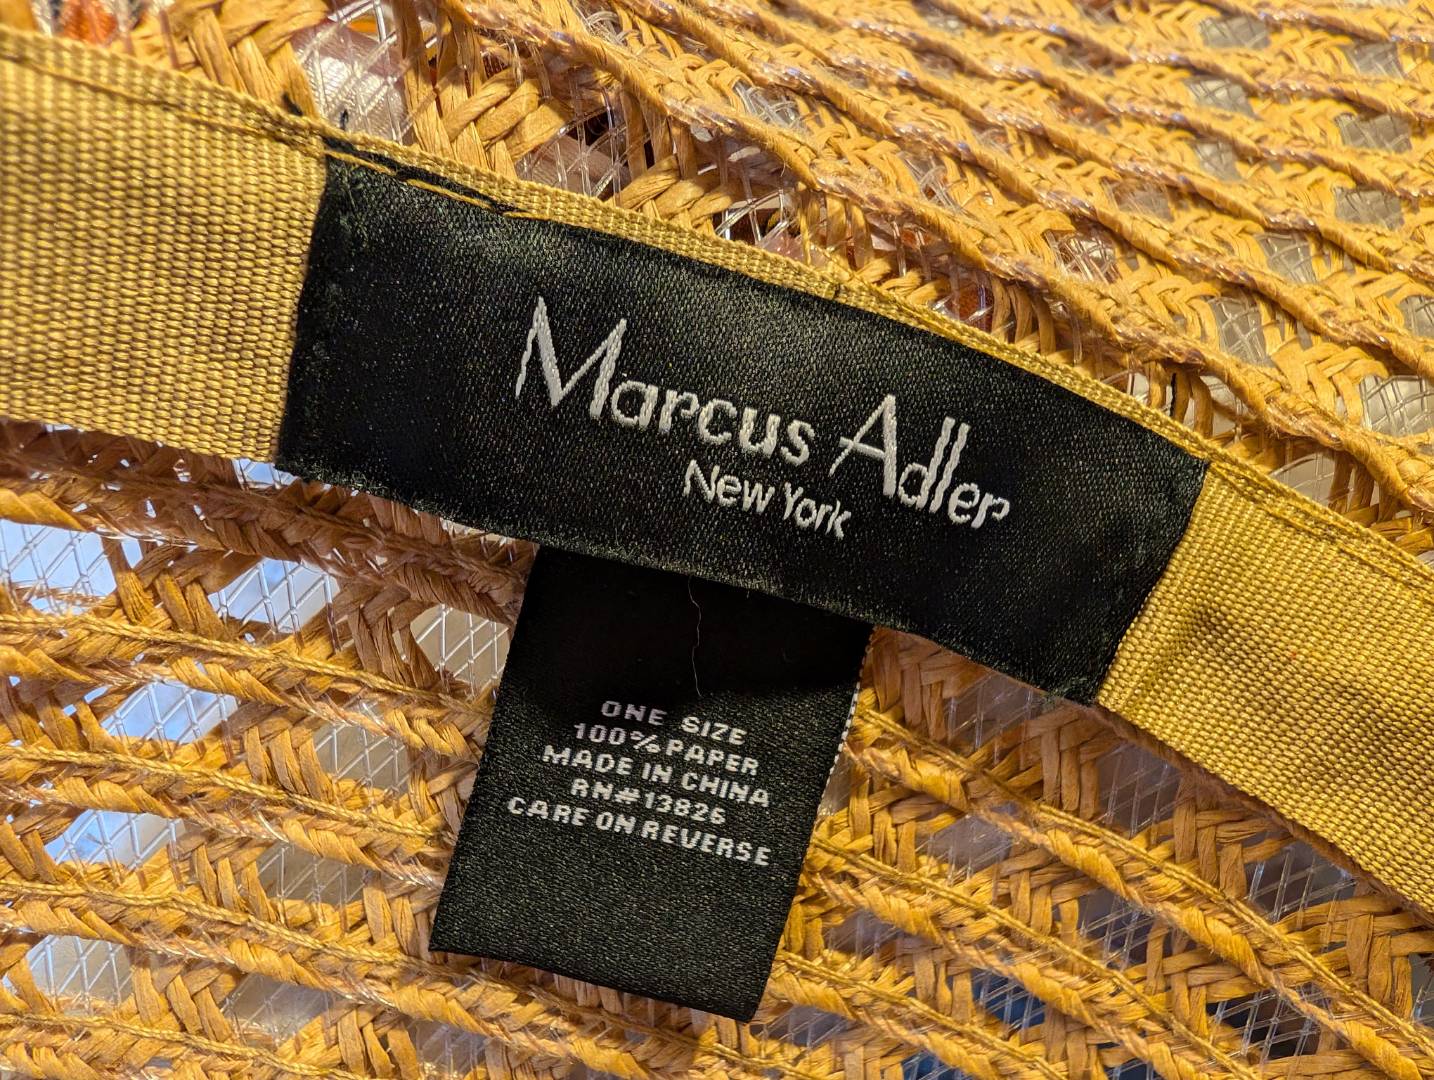 Marcus Adler
New York
ONE SIZE
100% PAPER
MADE IN CHINA
RN#13826
CARE ON REVERSE